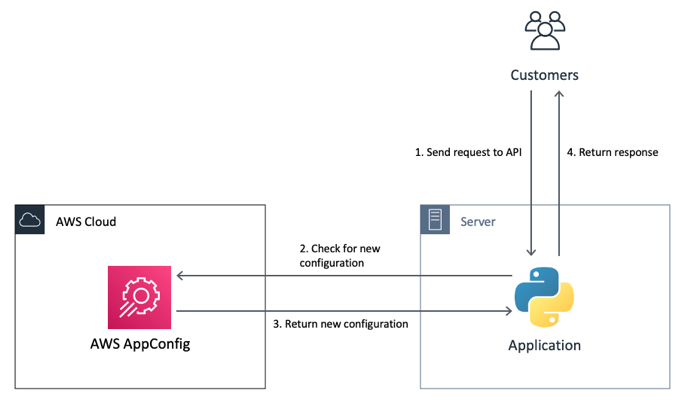 Customers
1. Send request to API
4. Return response
AWS Cloud
Server
2. Check for new
configuration
3. Return new configuration
AWS AppConfig
Application